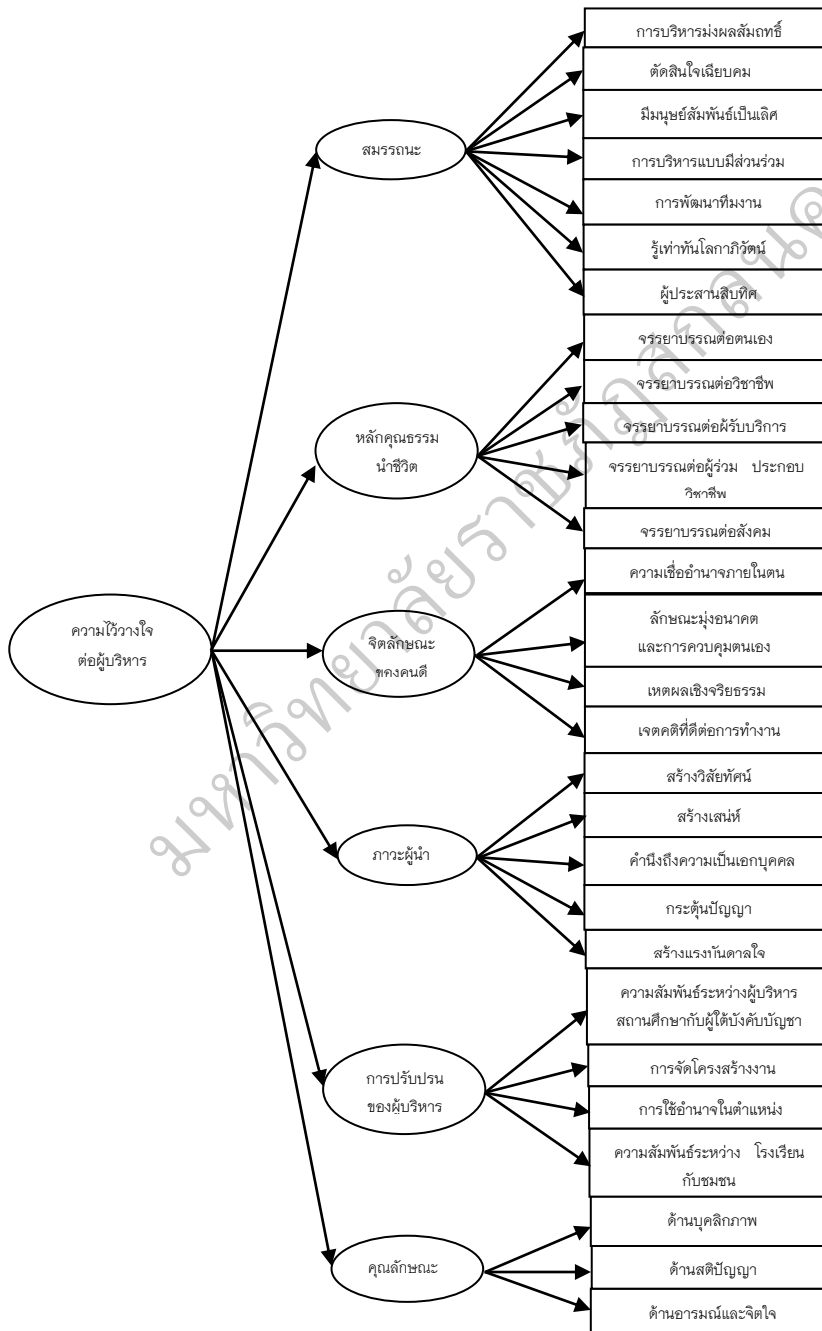 ความไว้วางใจ
ต่อผู้บริหาร
สมรรถนะ
การบริหารม่งผลสัมฤทธิ์
ตัดสินใจเฉียบคม
มีมนุษย์สัมพันธ์เป็นเลิศ
การบริหารแบบมีส่วนร่วม
การพัฒนาทีมงาน
รู้เท่าทันโลกาภิวัตน์
ผู้ประสานสิบทิศ
หลักคุณธรรม
นำชีวิต
จรรยาบรรณต่อตนเอง
จรรยาบรรณต่อวิชาชีพ
จรรยาบรรณต่อผ้รับบริการ
จรรยาบรรณต่อผู้ร่วม ประกอบ
วิชาชีพ
จรรยาบรรณต่อสังคม
จิตลักษณะ
ของคนดี
ความเชื่ออำนาจภายในตน
ลักษณะมุ่งอนาคต
และการควบคุมตนเอง
เหตผลเชิงจริยธรรม
เจตคติที่ดีต่อการทำงาน
ภาวะผู้นำ
สร้างวิสัยทัศน์
สร้างเสน่ห์
คำนึงถึงความเป็นเอกบุคคล
กระตุ้นปัญญา
สร้างแรงบันดาลใจ
การปรับปรน
ของผู้บริหาร
ความสัมพันธ์ระหว่างผู้บริหาร
สถานศึกษากับผู้ใต้บังคับบัญชา
การจัดโครงสร้างงาน
การใช้อำนาจในตำแหน่ง
ความสัมพันธ์ระหว่าง โรงเรียน
กับชุมชน
คุณลักษณะ
ด้านบุคลิกภาพ
ด้านสติปัญญา
ด้านอารมณ์และจิตใจ
มหาวิทยาลัยราชภัฏสกลนค